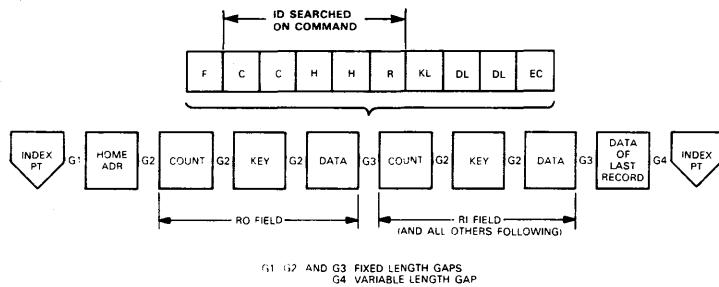 ID SEARCHED
ON COMMAND
F C C H H R KL DL DL EC
INDEX PT G1 HOME ADR G2 COUNT G2 KEY G2 DATA G3 COUNT G2 KEY G2 DATA G3 DATA OF LAST RECORD G4 INDEX PT
RO FIELD RI FIELD
(AND ALL OTHERS FOLLOWING)
G1 G2 AND G3 FIXED LENGTH GAPS
G4 VARIABLE LENGTH GAP